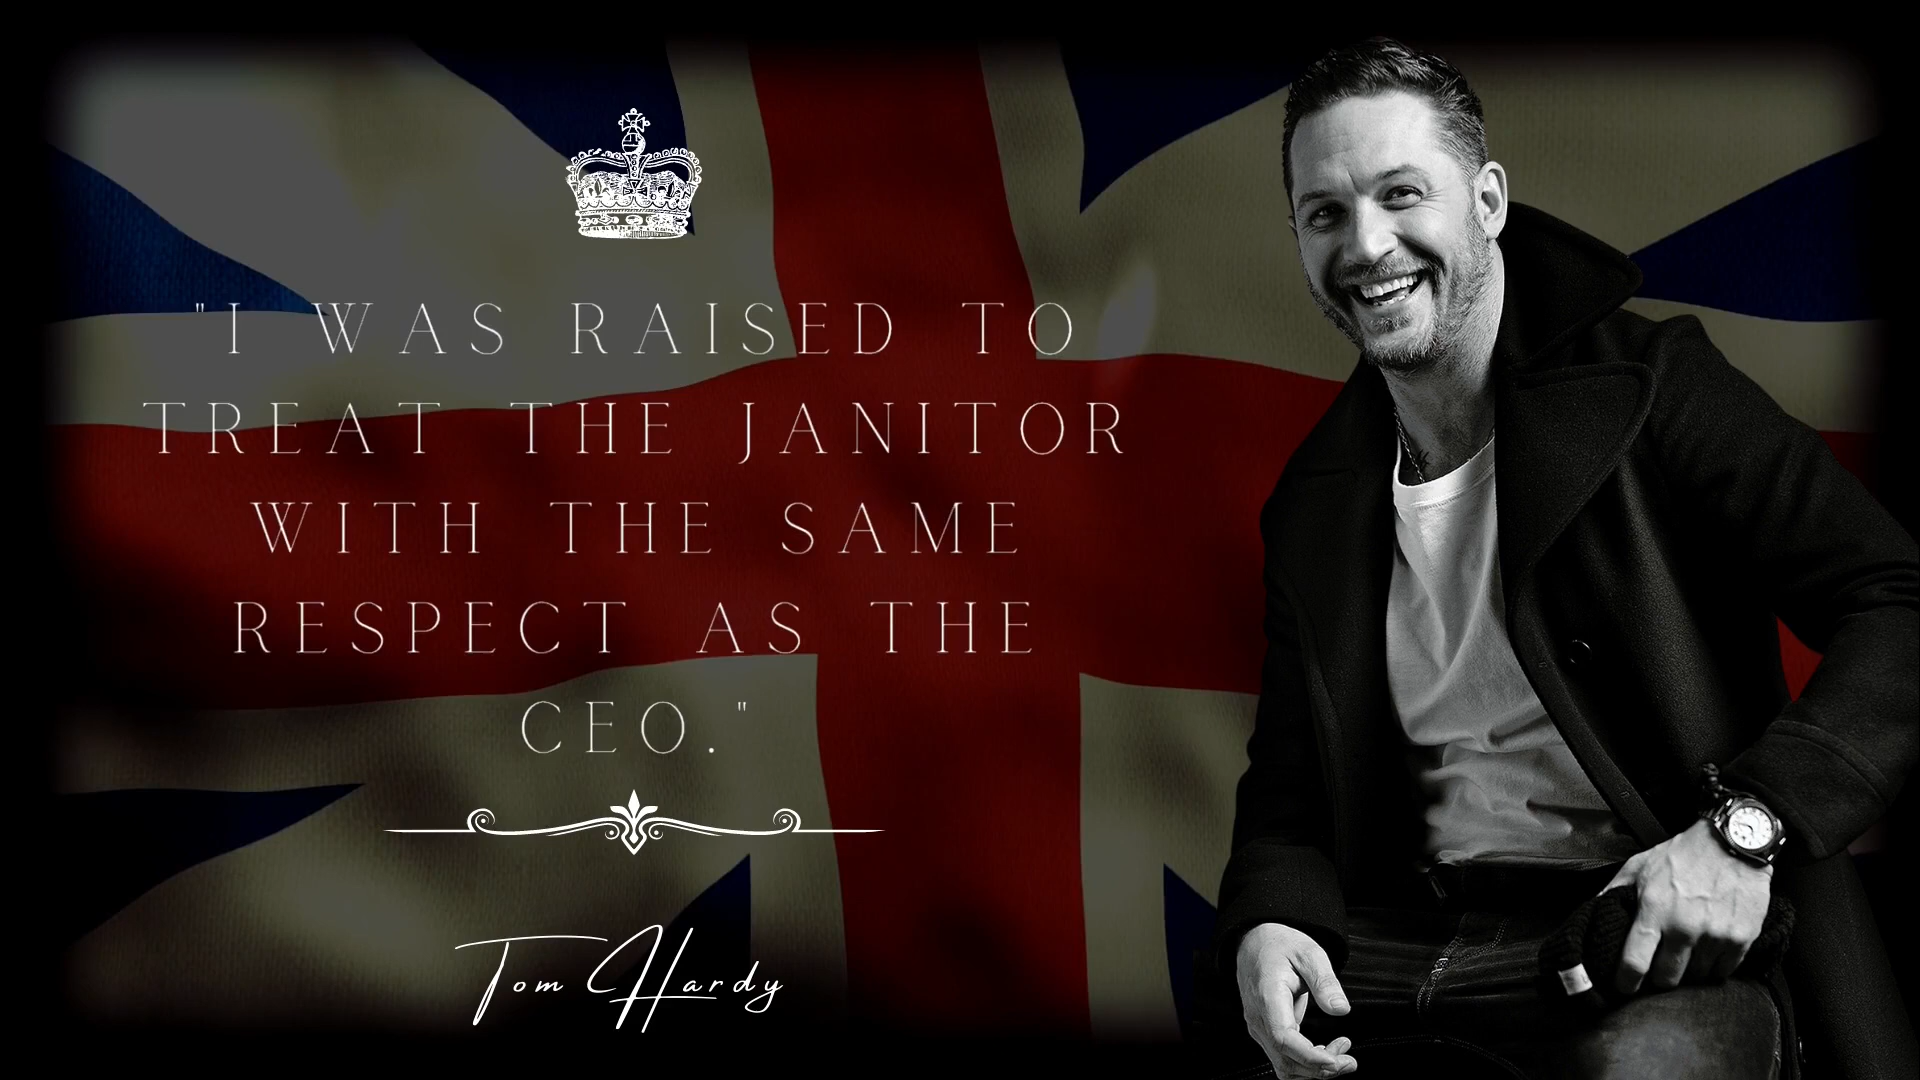 "I WAS RAISED TO
TREAT THE JANITOR
WITH THE SAME
RESPECT AS THE
CEO."
Tom Hardy